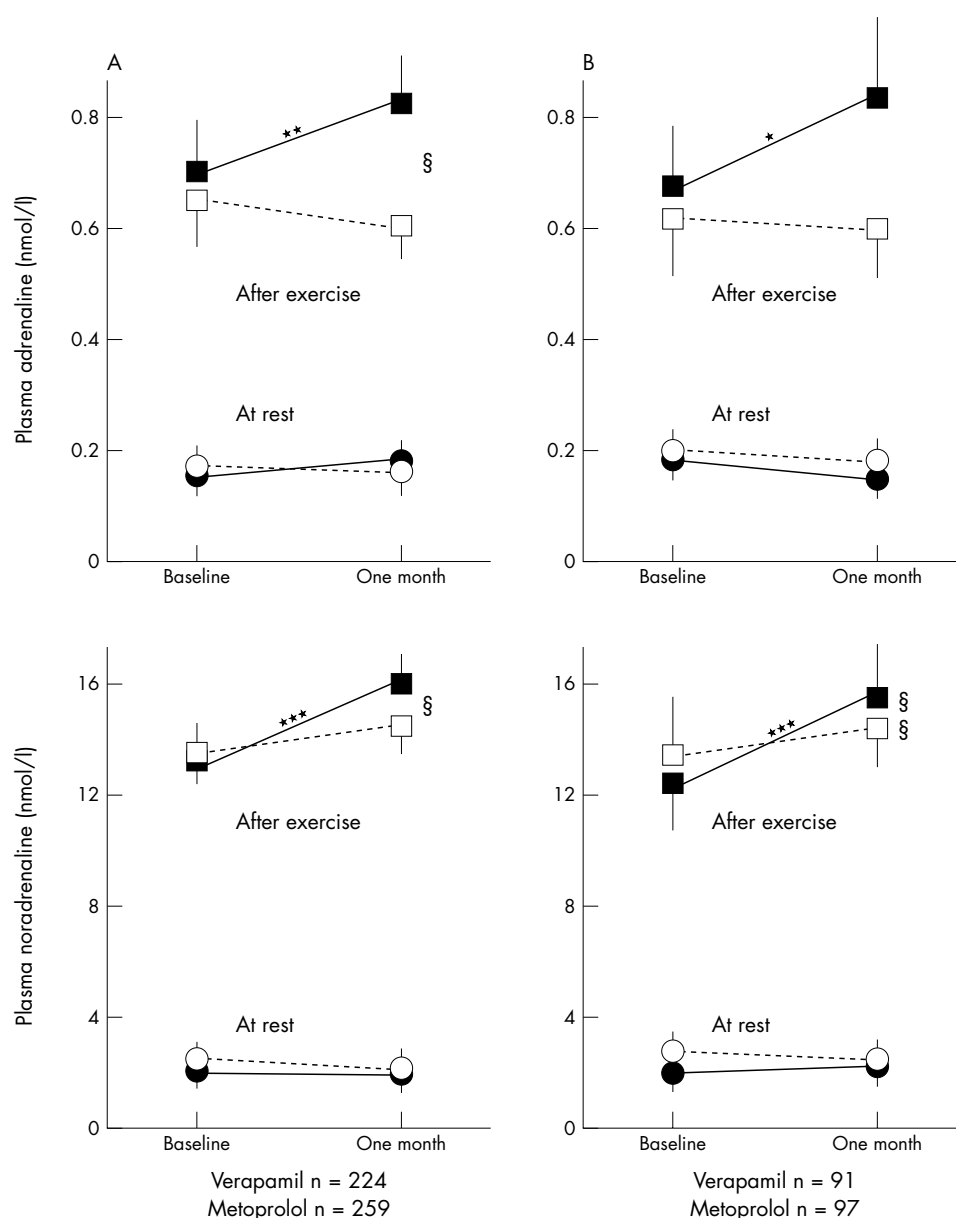 A
B
Plasma adrenaline (nmol/l)
0.8
0.6
0.4
0.2
0
**
§
After exercise
At rest
Baseline
One month
0.8
0.6
0.4
0.2
0
*
After exercise
At rest
Baseline
One month
Plasma noradrenaline (nmol/l)
16
12
8
4
0
***
§
After exercise
At rest
Baseline
One month
Verapamil n = 224
Metoprolol n = 259
16
12
8
4
0
***
§
§
After exercise
At rest
Baseline
One month
Verapamil n = 91
Metoprolol n = 97